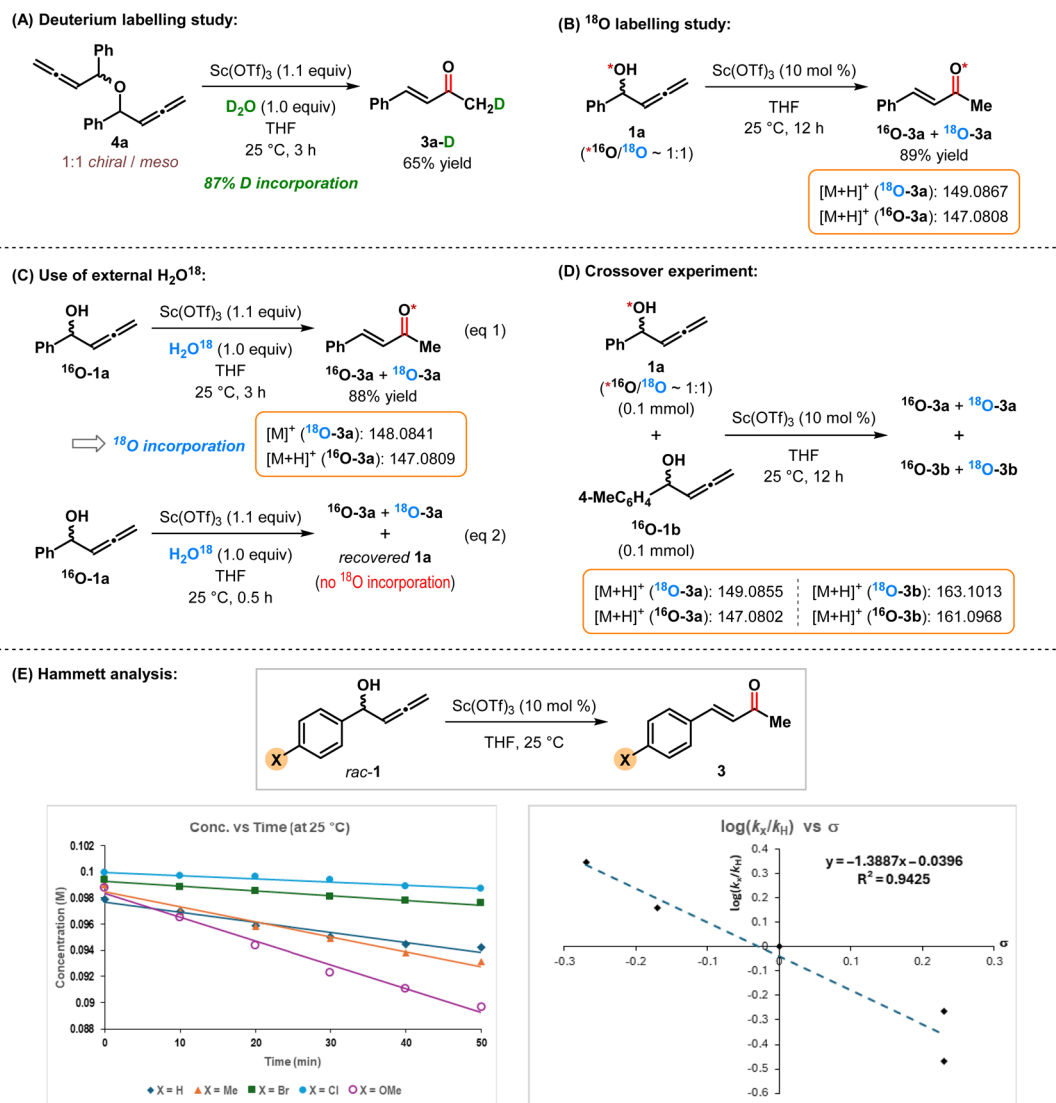 (A) Deuterium labelling study:
Ph
O
Ph
4a
1:1 chiral / meso
Sc(OTf)₃ (1.1 equiv)
D₂O (1.0 equiv)
THF
25 °C, 3 h
87% D incorporation
O
Ph
CH₂D
3a-D
65% yield
(B) ¹⁸O labelling study:
*OH
Ph
1a
(*¹⁶O/¹⁸O ~ 1:1)
Sc(OTf)₃ (10 mol %)
THF
25 °C, 12 h
O*
Ph
Me
¹⁶O-3a + ¹⁸O-3a
89% yield
[M+H]⁺ (¹⁸O-3a): 149.0867
[M+H]⁺ (¹⁶O-3a): 147.0808
(C) Use of external H₂O¹⁸:
OH
Ph
¹⁶O-1a
Sc(OTf)₃ (1.1 equiv)
H₂O¹⁸ (1.0 equiv)
THF
25 °C, 3 h
O*
Ph
Me
(eq 1)
¹⁶O-3a + ¹⁸O-3a
88% yield
¹⁸O incorporation
[M]⁺ (¹⁸O-3a): 148.0841
[M+H]⁺ (¹⁶O-3a): 147.0809
OH
Ph
¹⁶O-1a
Sc(OTf)₃ (1.1 equiv)
H₂O¹⁸ (1.0 equiv)
THF
25 °C, 0.5 h
¹⁶O-3a + ¹⁸O-3a
+
(eq 2)
recovered 1a
(no ¹⁸O incorporation)
(D) Crossover experiment:
*OH
Ph
1a
(*¹⁶O/¹⁸O ~ 1:1)
(0.1 mmol)
+
OH
4-MeC₆H₄
¹⁶O-1b
(0.1 mmol)
Sc(OTf)₃ (10 mol %)
THF
25 °C, 12 h
¹⁶O-3a + ¹⁸O-3a
+
¹⁶O-3b + ¹⁸O-3b
[M+H]⁺ (¹⁸O-3a): 149.0855
[M+H]⁺ (¹⁶O-3a): 147.0802
[M+H]⁺ (¹⁸O-3b): 163.1013
[M+H]⁺ (¹⁶O-3b): 161.0968
(E) Hammett analysis:
OH
X
rac-1
Sc(OTf)₃ (10 mol %)
THF, 25 °C
O
Me
X
3
Conc. vs Time (at 25 °C)
Concentration (M)
0.102
0.1
0.098
0.096
0.094
0.092
0.09
0.088
0
10
20
30
40
50
Time (min)
X = H
X = Me
X = Br
X = Cl
X = OMe
log(kₓ/k_H) vs σ
log(kₓ/k_H)
y = −1.3887x − 0.0396
R² = 0.9425
0.4
0.3
0.2
0.1
0
-0.1
-0.2
-0.3
-0.4
-0.5
-0.6
-0.3
-0.2
-0.1
0
0.1
0.2
0.3
σ